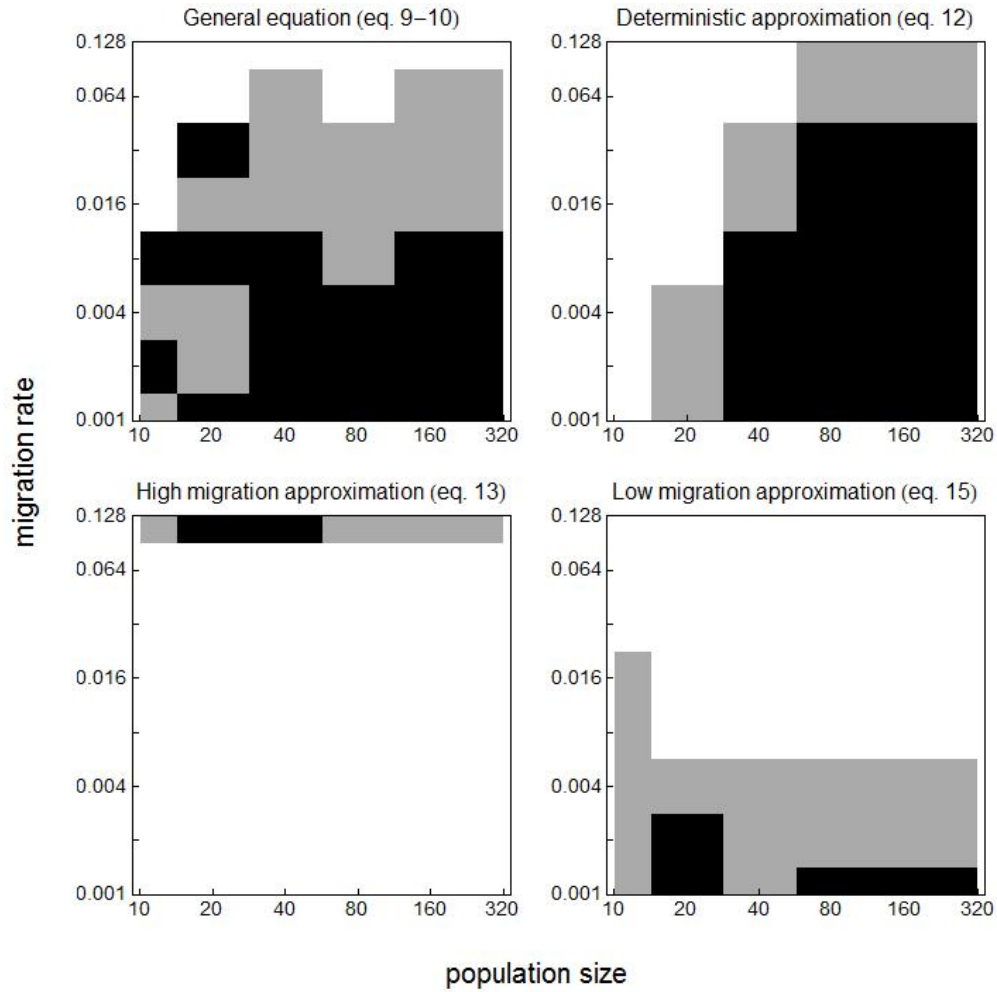 General equation (eq. 9–10)
Deterministic approximation (eq. 12)
0.128
0.064
0.016
0.004
0.001
10 20 40 80 160 320
0.128
0.064
0.016
0.004
0.001
10 20 40 80 160 320
High migration approximation (eq. 13)
Low migration approximation (eq. 15)
0.128
0.064
0.016
0.004
0.001
10 20 40 80 160 320
0.128
0.064
0.016
0.004
0.001
10 20 40 80 160 320
migration rate
population size